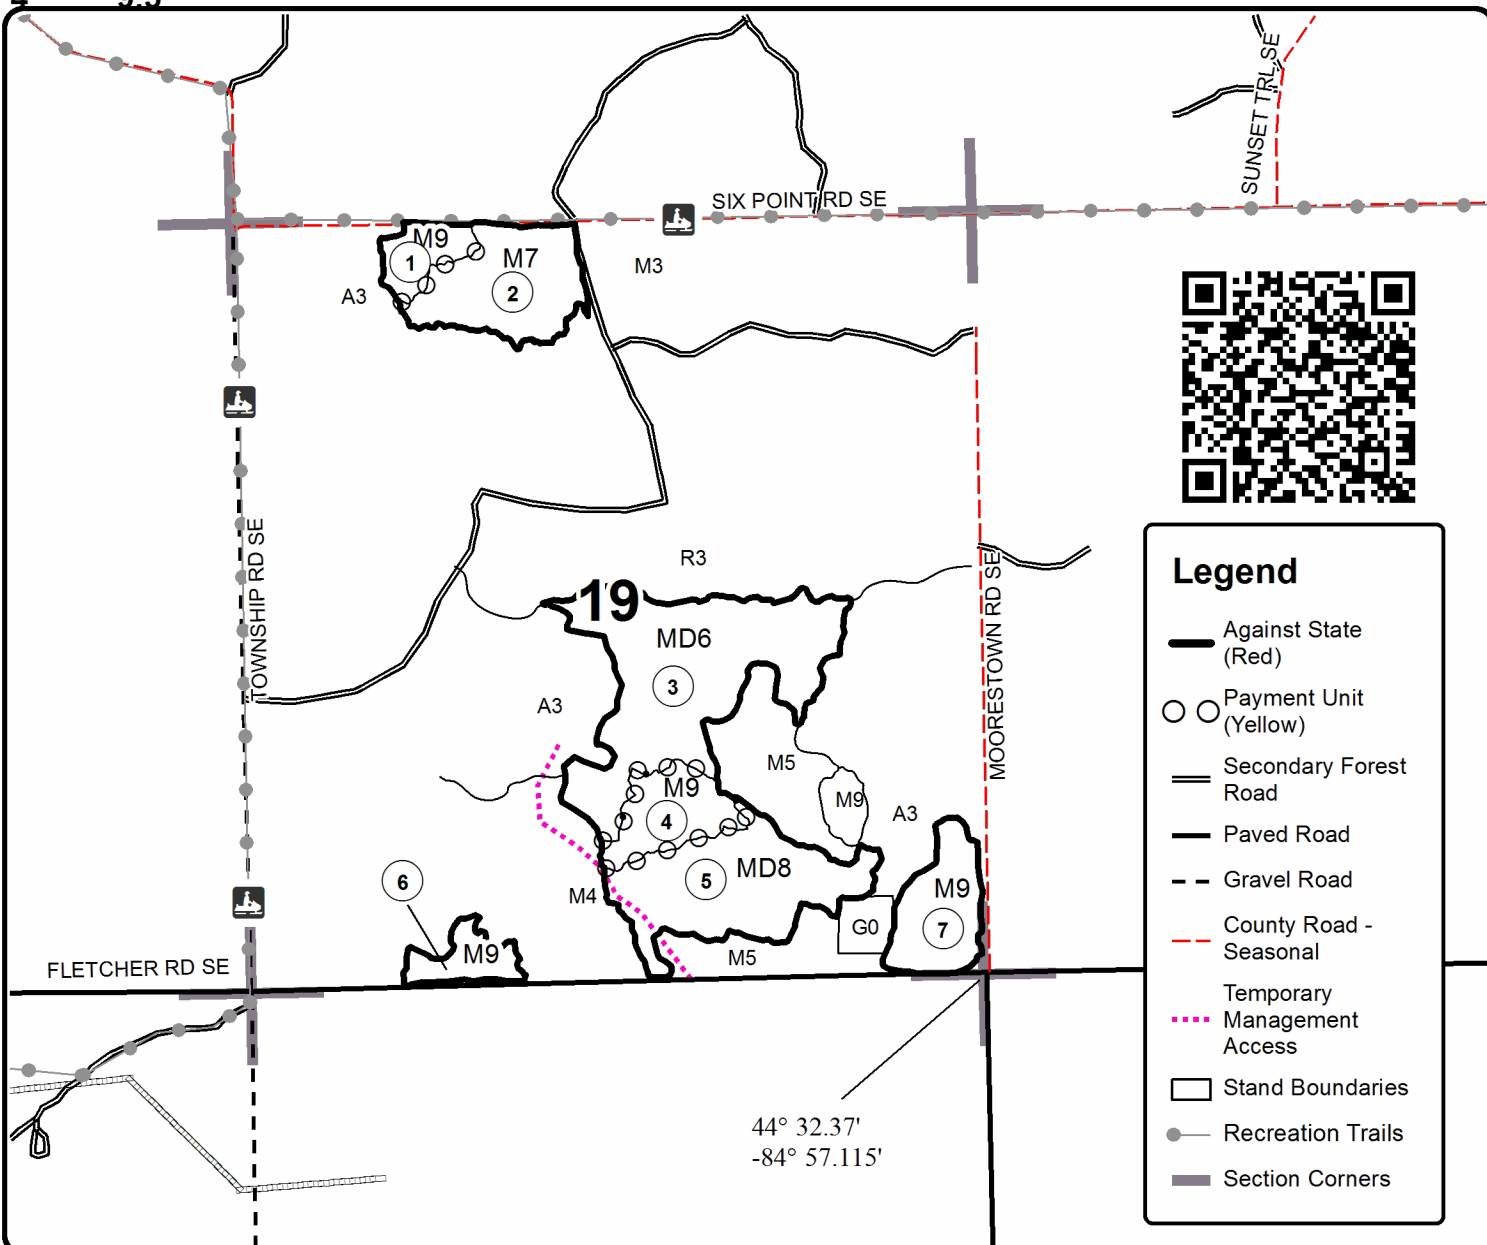 SUNSET TRL SE
SIX POINT RD SE
M9
1
M7
2
M3
A3
TOWNSHIP RD SE
R3
19
MD6
3
A3
MOORESTOWN RD SE
M5
M9
4
M9
A3
MD8
5
6
M4
M9
7
G0
M9
M5
FLETCHER RD SE
44° 32.37'
-84° 57.115'
Legend
Against State
(Red)
Payment Unit
(Yellow)
Secondary Forest
Road
Paved Road
Gravel Road
County Road -
Seasonal
Temporary
Management
Access
Stand Boundaries
Recreation Trails
Section Corners